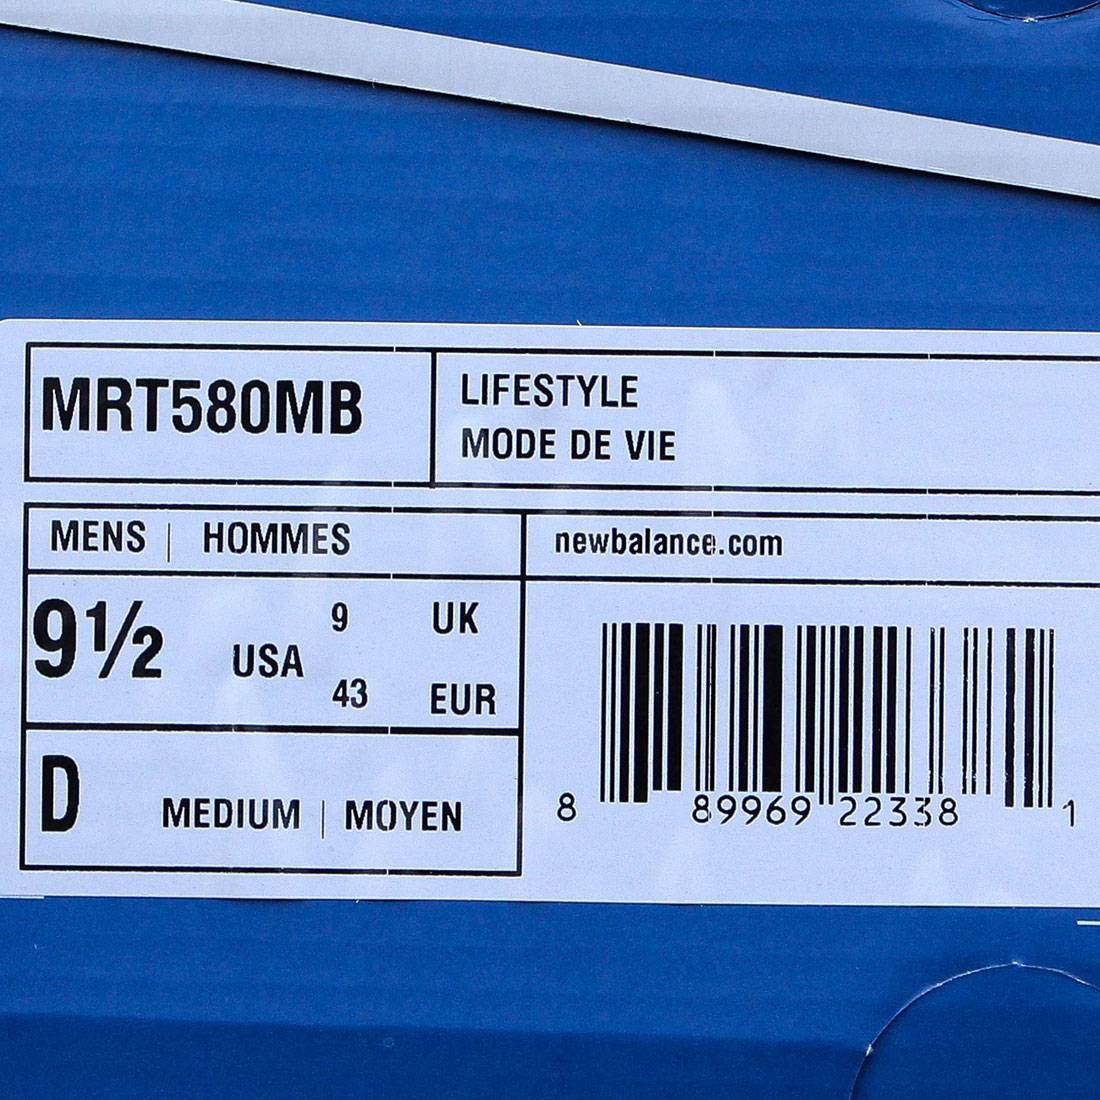 MRT580MB
LIFESTYLE
MODE DE VIE
MENS | HOMMES
newbalance.com
9½ USA
9 UK
43 EUR
D MEDIUM | MOYEN
8 89969 22338 1